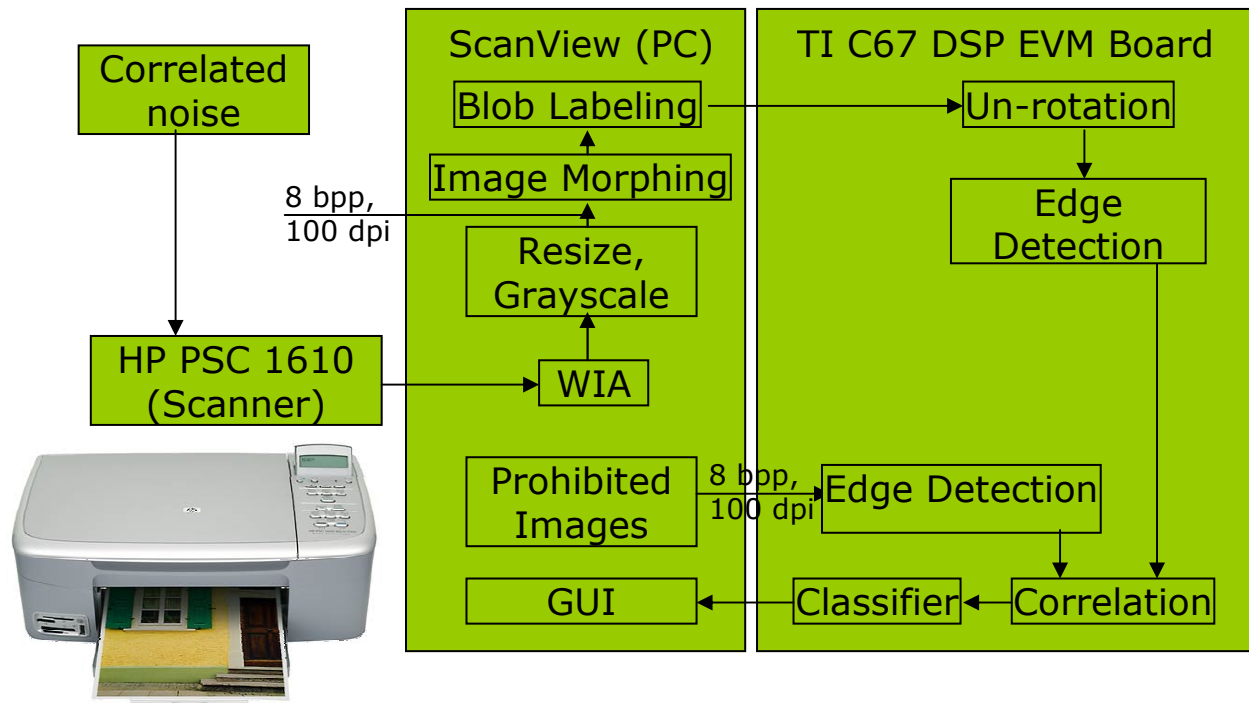 Correlated
noise
HP PSC 1610
(Scanner)
ScanView (PC)
Blob Labeling
Image Morphing
8 bpp,
100 dpi
Resize,
Grayscale
WIA
Prohibited
Images
8 bpp,
100 dpi
GUI
TI C67 DSP EVM Board
Un-rotation
Edge
Detection
Edge Detection
Classifier
Correlation